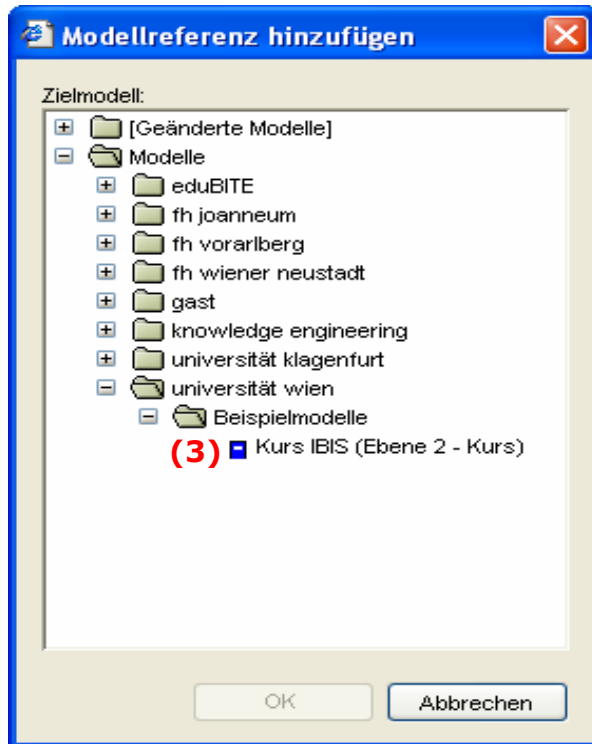 Modellreferenz hinzufügen
Zielmodell:
[Geänderte Modelle]
Modelle
eduBITE
fh joanneum
fh vorarlberg
fh wiener neustadt
gast
knowledge engineering
universität klagenfurt
universität wien
Beispielmodelle
(3) Kurs IBIS (Ebene 2 - Kurs)
OK Abbrechen